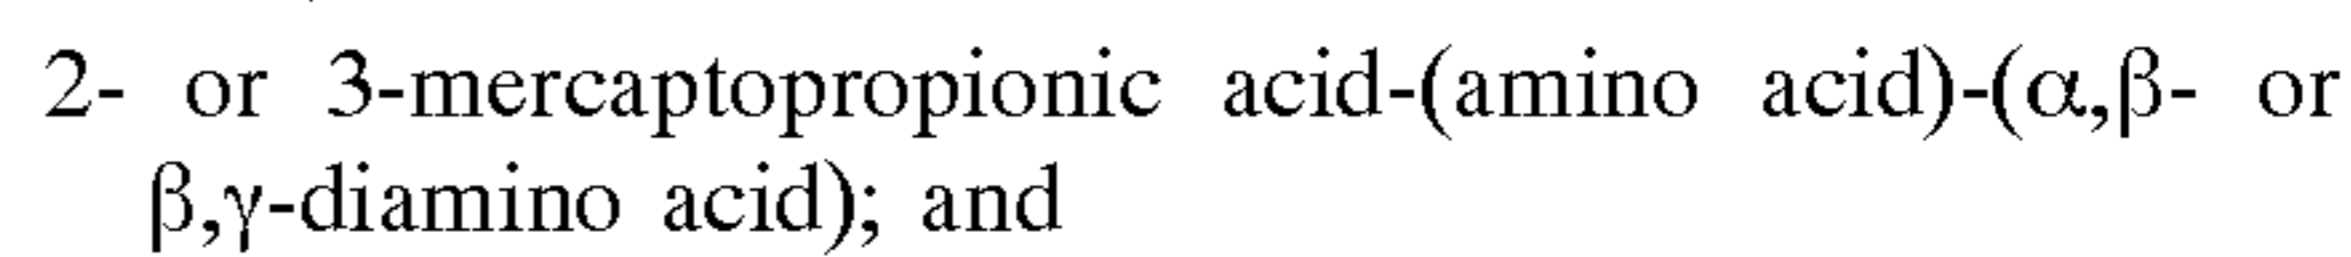 2- or 3-mercaptopropionic acid-(amino acid)-(α,β- or
β,γ-diamino acid); and